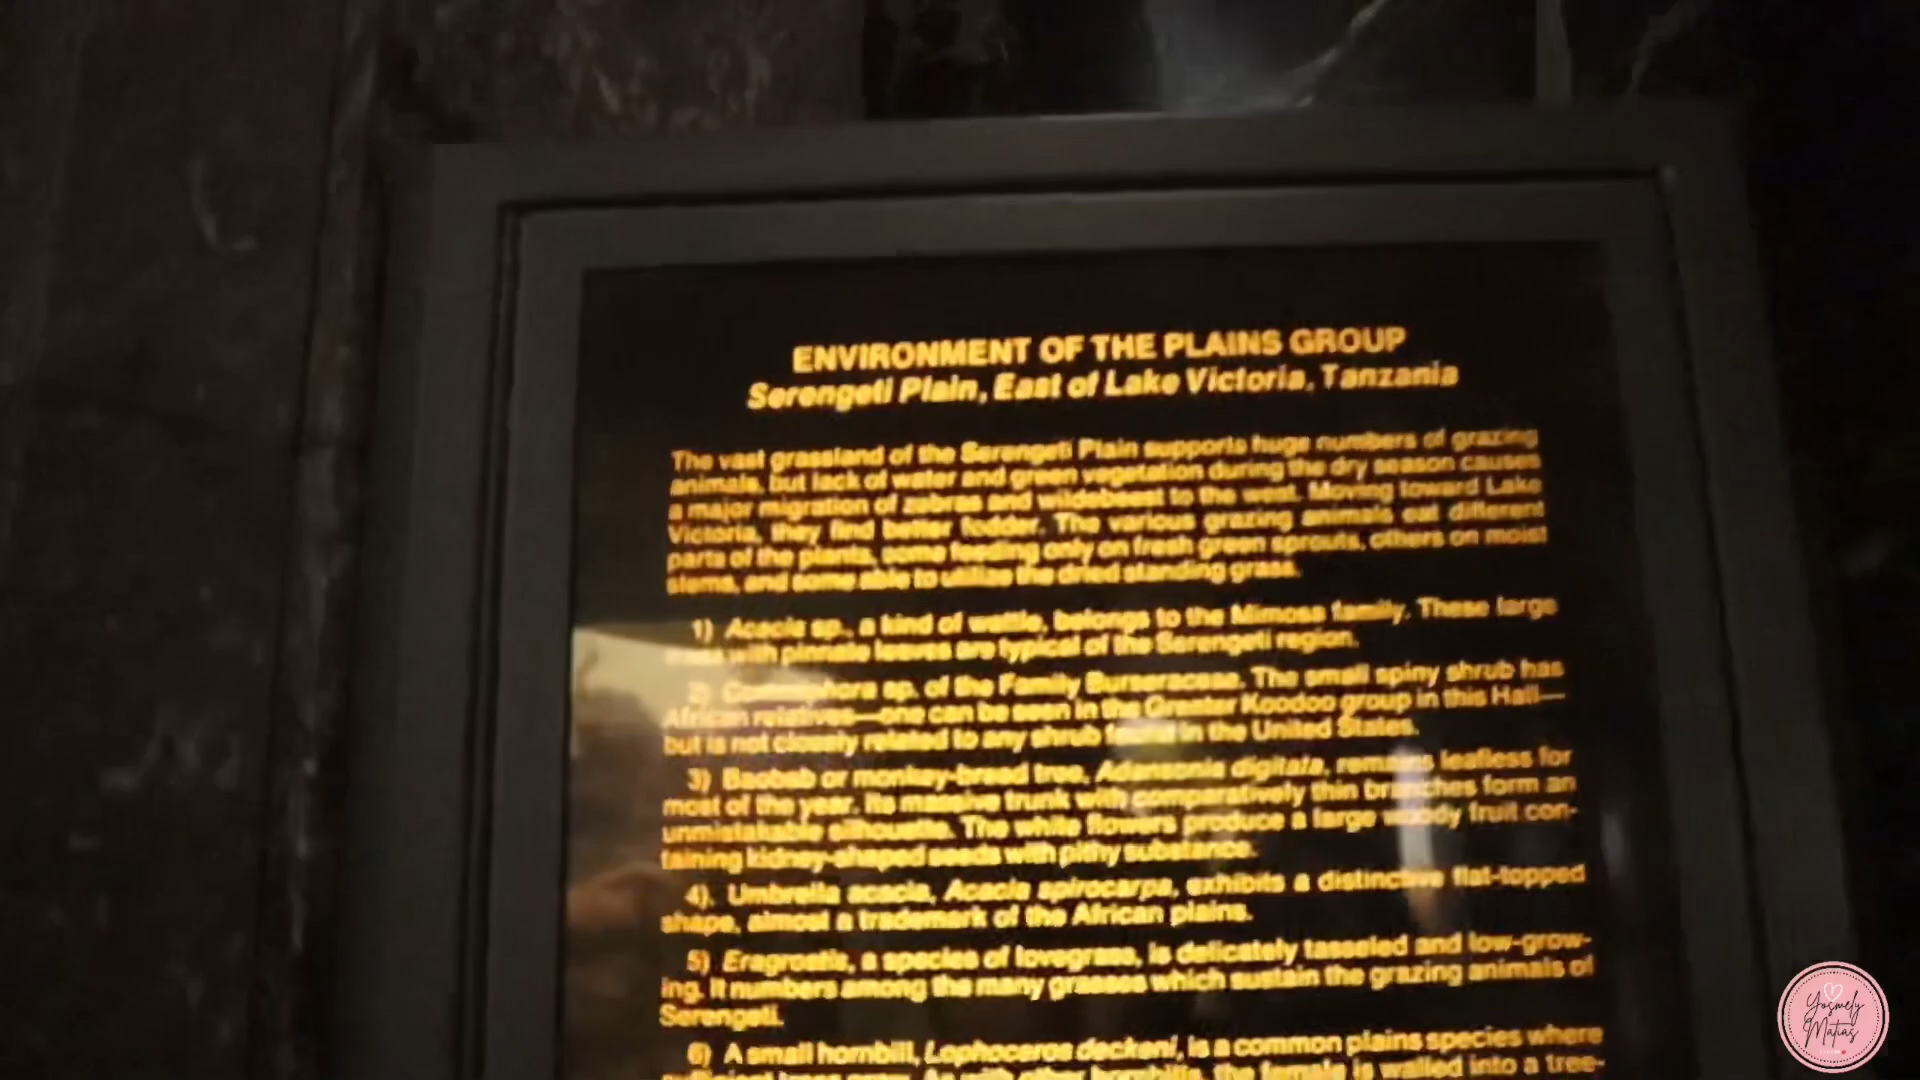 ENVIRONMENT OF THE PLAINS GROUP
Serengeti Plain, East of Lake Victoria, Tanzania
The vast grassland of the Serengeti Plain supports huge numbers of grazing
animals, but lack of water and green vegetation during the dry season causes
a major migration of zebras and wildebeest to the west. Moving toward Lake
Victoria, they find better fodder. The various grazing animals eat different
parts of the plants, some feeding only on fresh green sprouts, others on moist
stems, and some able to utilize the dried standing grass.
1) Acacia sp., a kind of wattle, belongs to the Mimosa family. These large
with pinnate leaves are typical of the Serengeti region.
2) Commiphora sp. of the Family Burseraceae. The small spiny shrub has
African relatives—one can be seen in the Greater Koodoo group in this Hall—
but is not closely related to any shrub found in the United States.
3) Baobab or monkey-bread tree, Adansonia digitata, remains leafless for
most of the year. Its massive trunk with comparatively thin branches form an
unmistakable silhouette. The white flowers produce a large woody fruit con-
taining kidney-shaped seeds with pithy substance.
4). Umbrella acacia, Acacia spirocarpa, exhibits a distinctive flat-topped
shape, almost a trademark of the African plains.
5) Eragrostis, a species of lovegrass, is delicately tasseled and low-grow-
ing. It numbers among the many grasses which sustain the grazing animals of
Serengeti.
6) A small hornbill, Lophoceros deckeni, is a common plains species where
the female is walled into a tree-
Yosmely
Matias